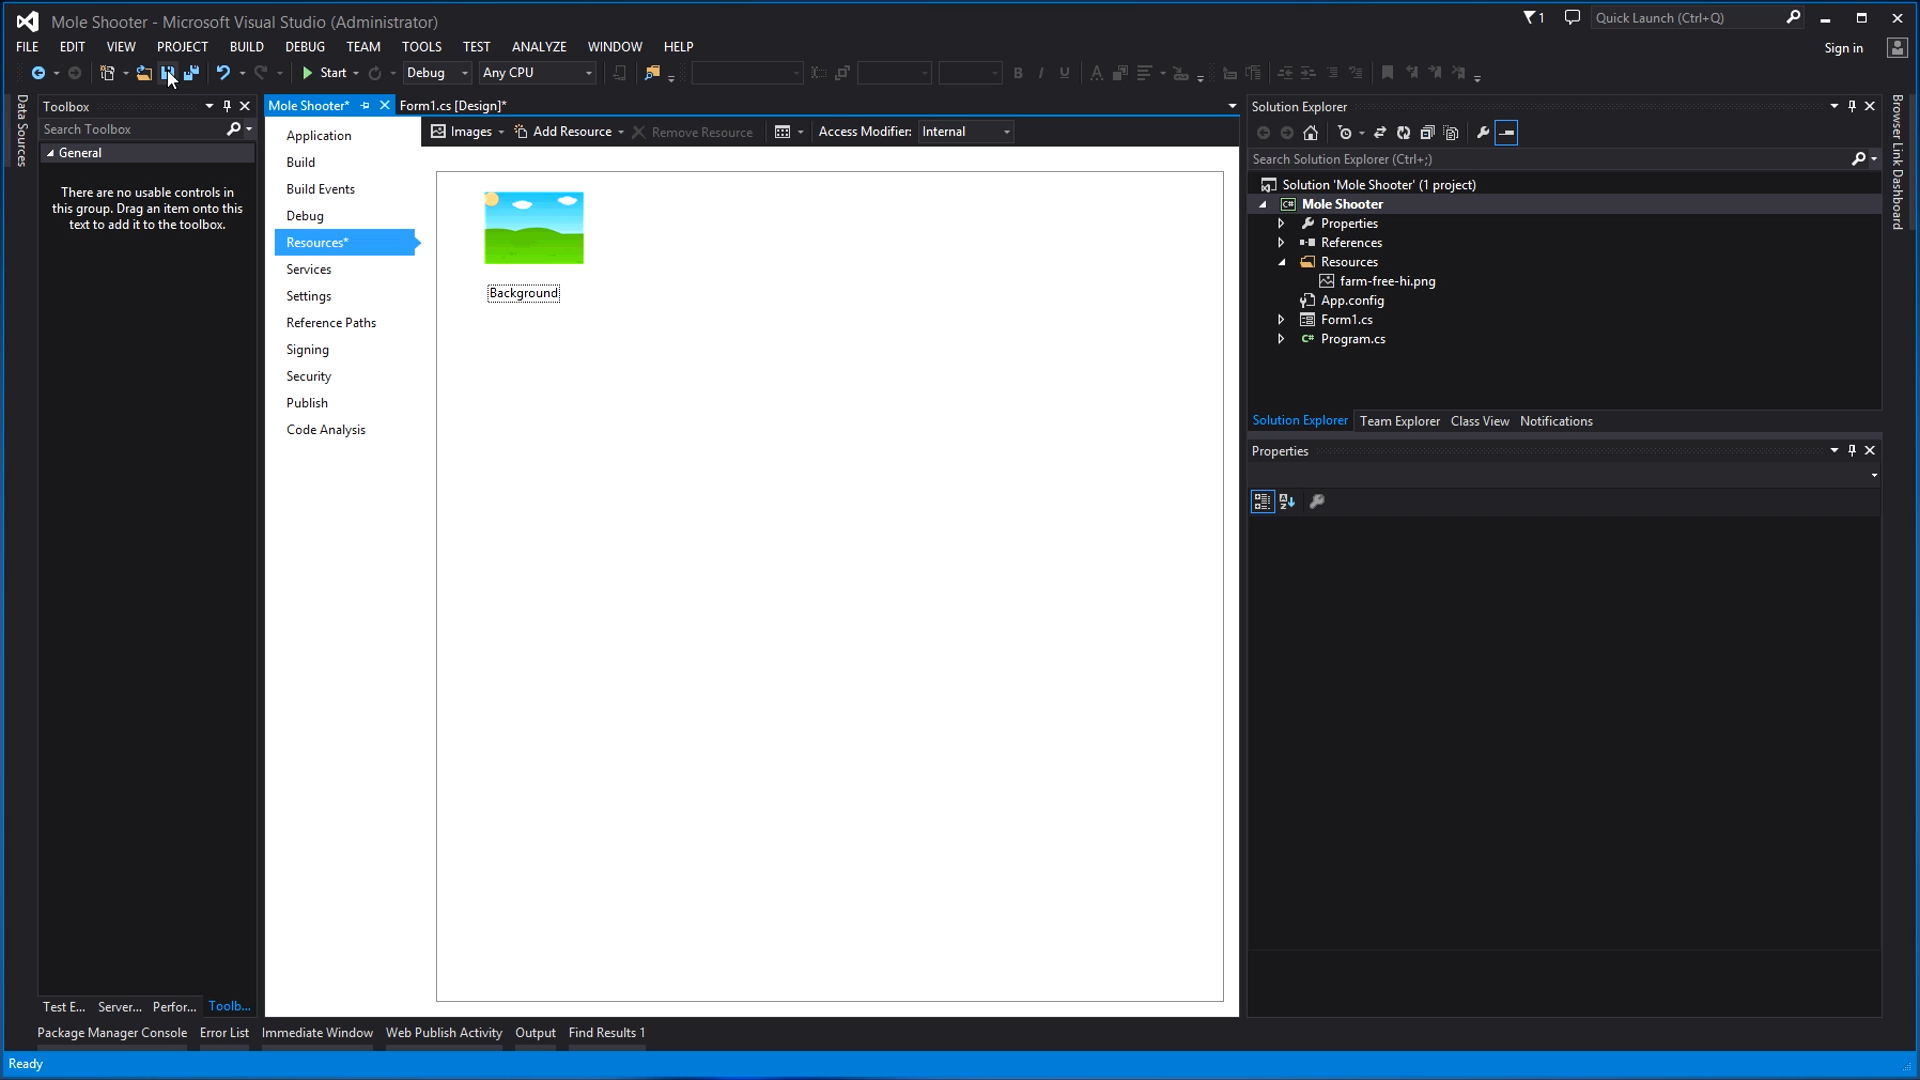 Mole Shooter - Microsoft Visual Studio (Administrator)
1
Quick Launch (Ctrl+Q)
FILE EDIT VIEW PROJECT BUILD DEBUG TEAM TOOLS TEST ANALYZE WINDOW HELP
Sign in
Start Debug Any CPU
Data Sources
Toolbox
Search Toolbox
General
There are no usable controls in
this group. Drag an item onto this
text to add it to the toolbox.
Test E... Server... Perfor... Toolb...
Mole Shooter* Form1.cs [Design]*
Application
Build
Build Events
Debug
Resources*
Services
Settings
Reference Paths
Signing
Security
Publish
Code Analysis
Images Add Resource Remove Resource Access Modifier: Internal
Background
Solution Explorer
Search Solution Explorer (Ctrl+;)
Solution 'Mole Shooter' (1 project)
C# Mole Shooter
Properties
References
Resources
farm-free-hi.png
App.config
Form1.cs
C# Program.cs
Solution Explorer Team Explorer Class View Notifications
Properties
Browser Link Dashboard
Package Manager Console Error List Immediate Window Web Publish Activity Output Find Results 1
Ready